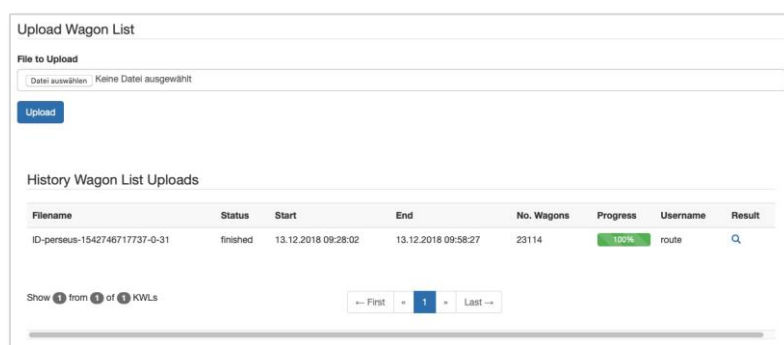 Upload Wagon List
File to Upload
Datei auswählen Keine Datei ausgewählt
Upload
History Wagon List Uploads
Filename Status Start End No. Wagons Progress Username Result
ID-perseus-1542746717737-0-31 finished 13.12.2018 09:28:02 13.12.2018 09:58:27 23114 100% route
Show 1 from 1 of 1 KWLs ← First « 1 » Last →